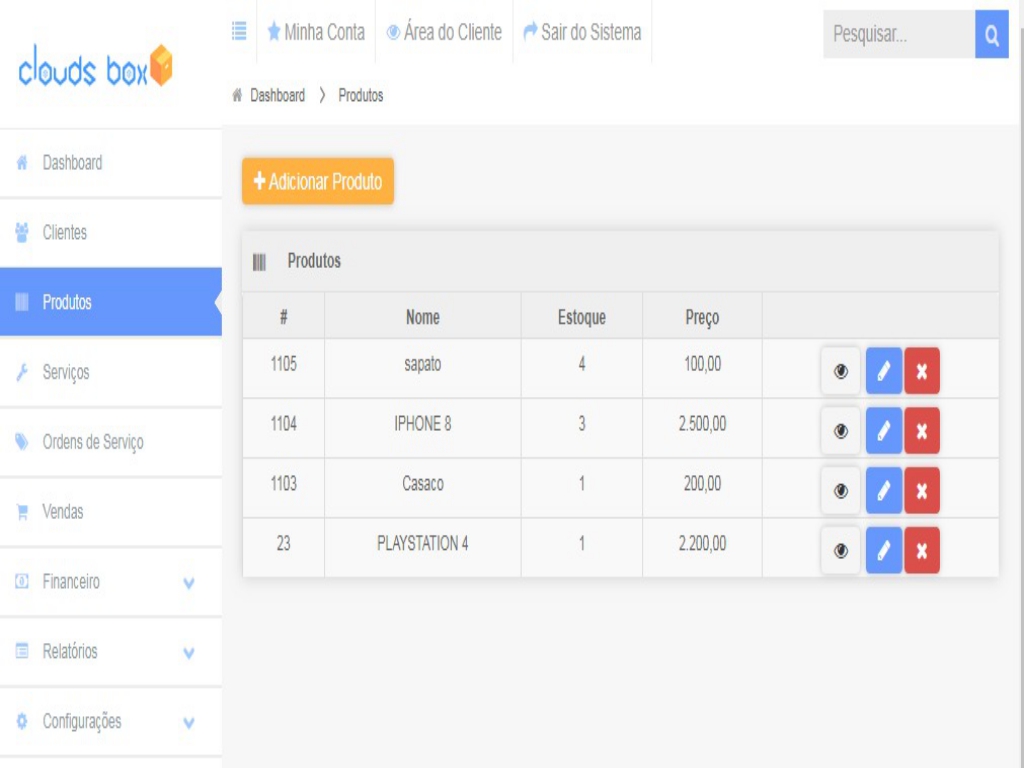 clouds box
Minha Conta
Área do Cliente
Sair do Sistema
Pesquisar...
Dashboard
Produtos
Dashboard
Clientes
Produtos
Serviços
Ordens de Serviço
Vendas
Financeiro
Relatórios
Configurações
Adicionar Produto
Produtos
# Nome Estoque Preço
1105 sapato 4 100,00
1104 IPHONE 8 3 2.500,00
1103 Casaco 1 200,00
23 PLAYSTATION 4 1 2.200,00